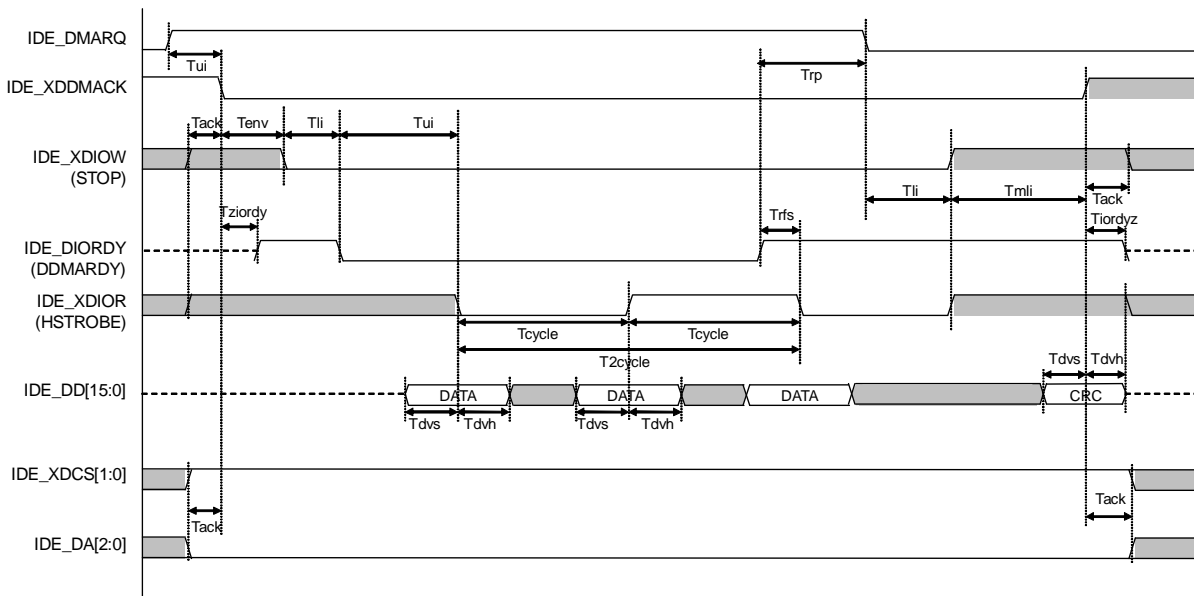 IDE_DMARQ
Tui
Trp
IDE_XDDMACK
Tack Tenv Tli Tui
IDE_XDIOW
(STOP)
Tli Tmli Tack
Tziordy Trfs Tiordyz
IDE_DIORDY
(DDMARDY)
IDE_XDIOR
(HSTROBE)
Tcycle Tcycle
T2cycle
Tdvs Tdvh
IDE_DD[15:0]
DATA DATA DATA CRC
Tdvs Tdvh Tdvs Tdvh
IDE_XDCS[1:0]
Tack Tack
IDE_DA[2:0]